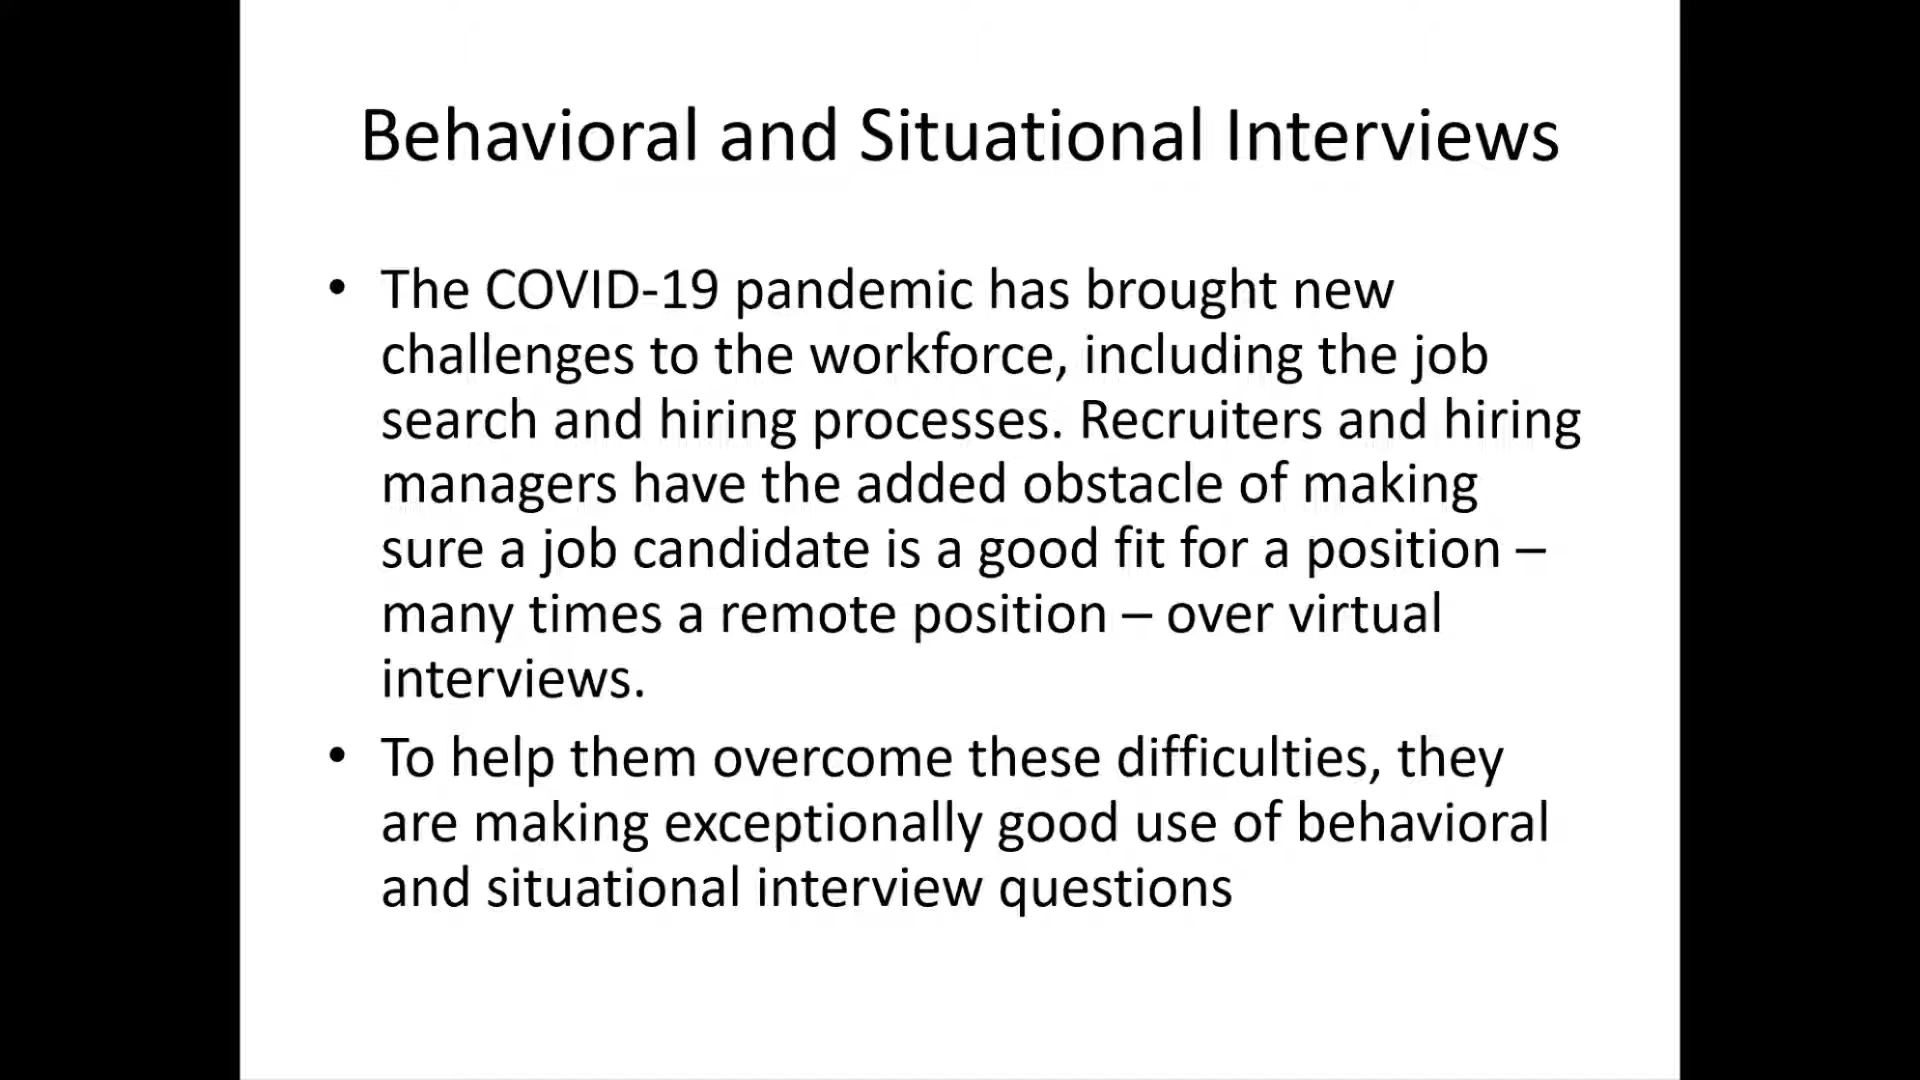 Behavioral and Situational Interviews
• The COVID-19 pandemic has brought new
challenges to the workforce, including the job
search and hiring processes. Recruiters and hiring
managers have the added obstacle of making
sure a job candidate is a good fit for a position –
many times a remote position – over virtual
interviews.
• To help them overcome these difficulties, they
are making exceptionally good use of behavioral
and situational interview questions